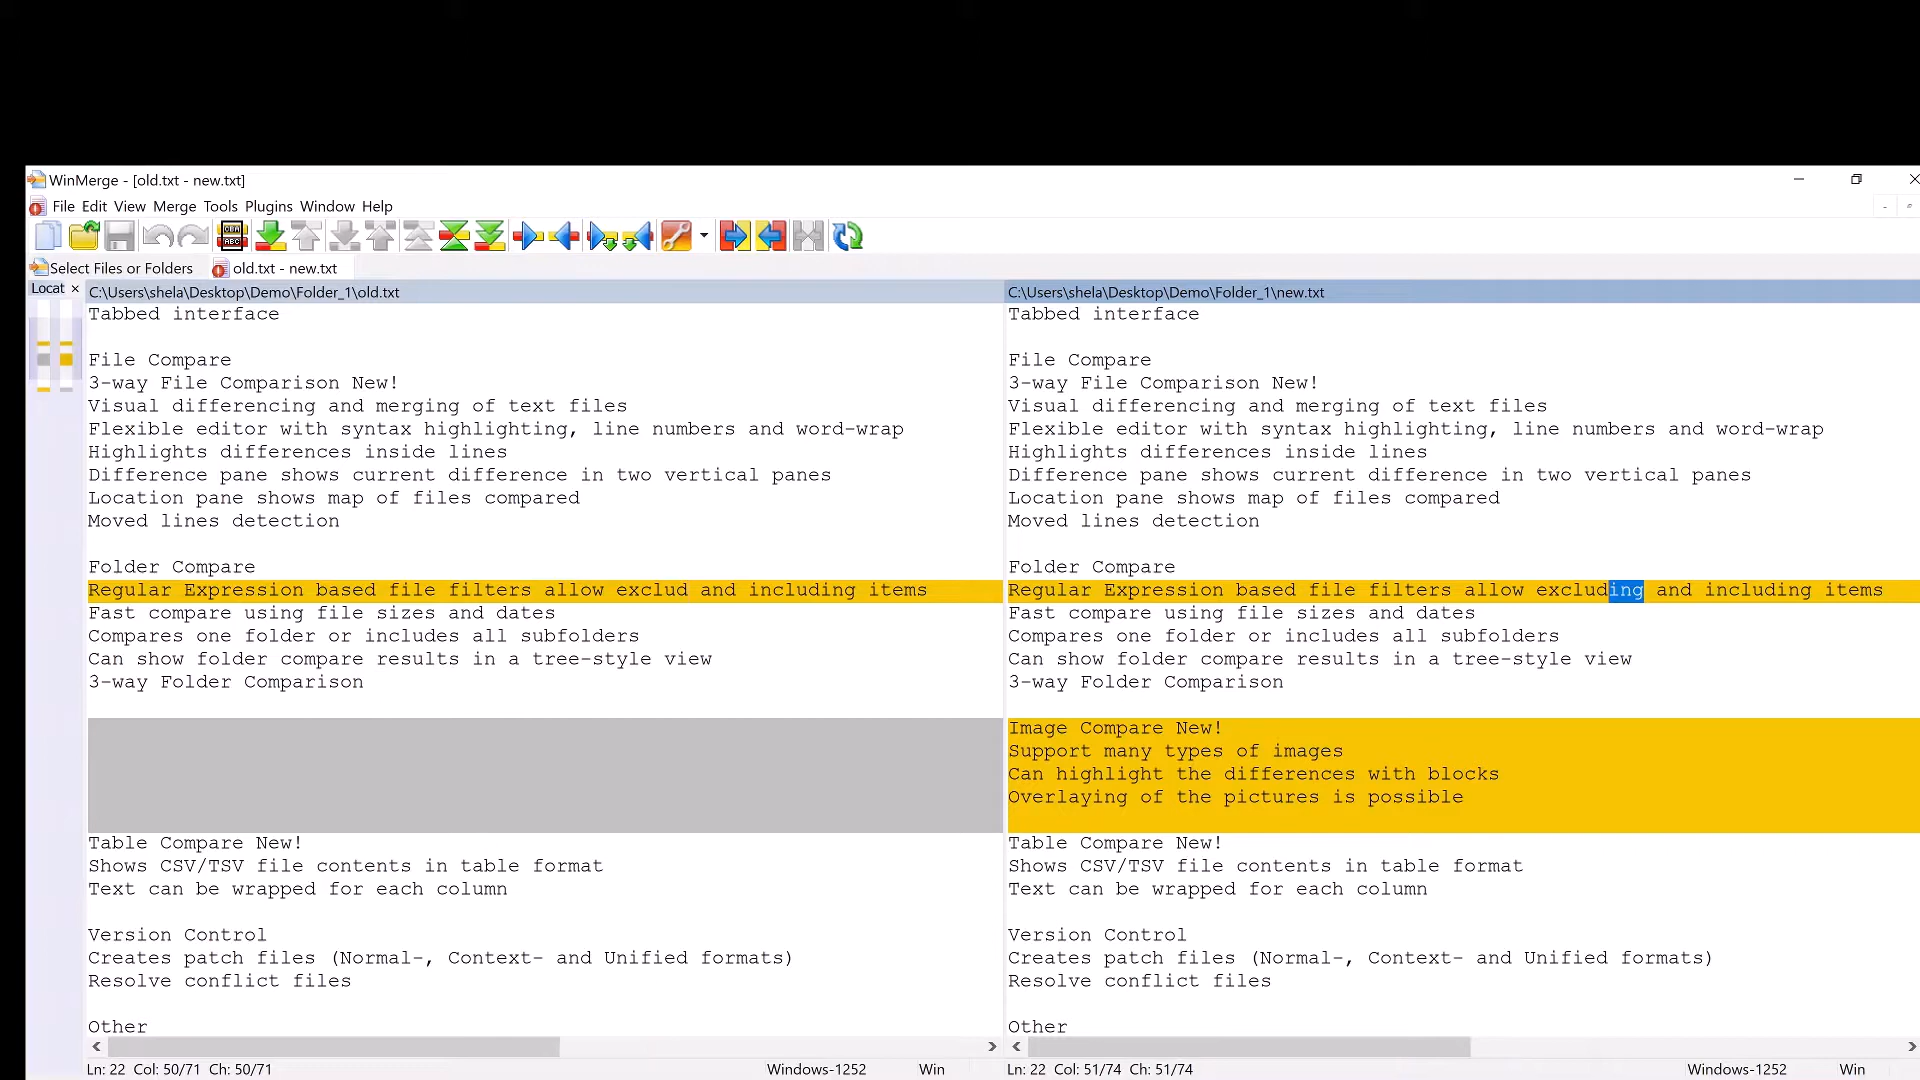 WinMerge - [old.txt - new.txt]
File Edit View Merge Tools Plugins Window Help
Select Files or Folders
old.txt - new.txt
Locat ×
C:\Users\shela\Desktop\Demo\Folder_1\old.txt
Tabbed interface
File Compare
3-way File Comparison New!
Visual differencing and merging of text files
Flexible editor with syntax highlighting, line numbers and word-wrap
Highlights differences inside lines
Difference pane shows current difference in two vertical panes
Location pane shows map of files compared
Moved lines detection
Folder Compare
Regular Expression based file filters allow exclud and including items
Fast compare using file sizes and dates
Compares one folder or includes all subfolders
Can show folder compare results in a tree-style view
3-way Folder Comparison
Table Compare New!
Shows CSV/TSV file contents in table format
Text can be wrapped for each column
Version Control
Creates patch files (Normal-, Context- and Unified formats)
Resolve conflict files
Other
Ln: 22 Col: 50/71 Ch: 50/71 Windows-1252 Win
C:\Users\shela\Desktop\Demo\Folder_1\new.txt
Tabbed interface
File Compare
3-way File Comparison New!
Visual differencing and merging of text files
Flexible editor with syntax highlighting, line numbers and word-wrap
Highlights differences inside lines
Difference pane shows current difference in two vertical panes
Location pane shows map of files compared
Moved lines detection
Folder Compare
Regular Expression based file filters allow excluding and including items
Fast compare using file sizes and dates
Compares one folder or includes all subfolders
Can show folder compare results in a tree-style view
3-way Folder Comparison
Image Compare New!
Support many types of images
Can highlight the differences with blocks
Overlaying of the pictures is possible
Table Compare New!
Shows CSV/TSV file contents in table format
Text can be wrapped for each column
Version Control
Creates patch files (Normal-, Context- and Unified formats)
Resolve conflict files
Other
Ln: 22 Col: 51/74 Ch: 51/74 Windows-1252 Win